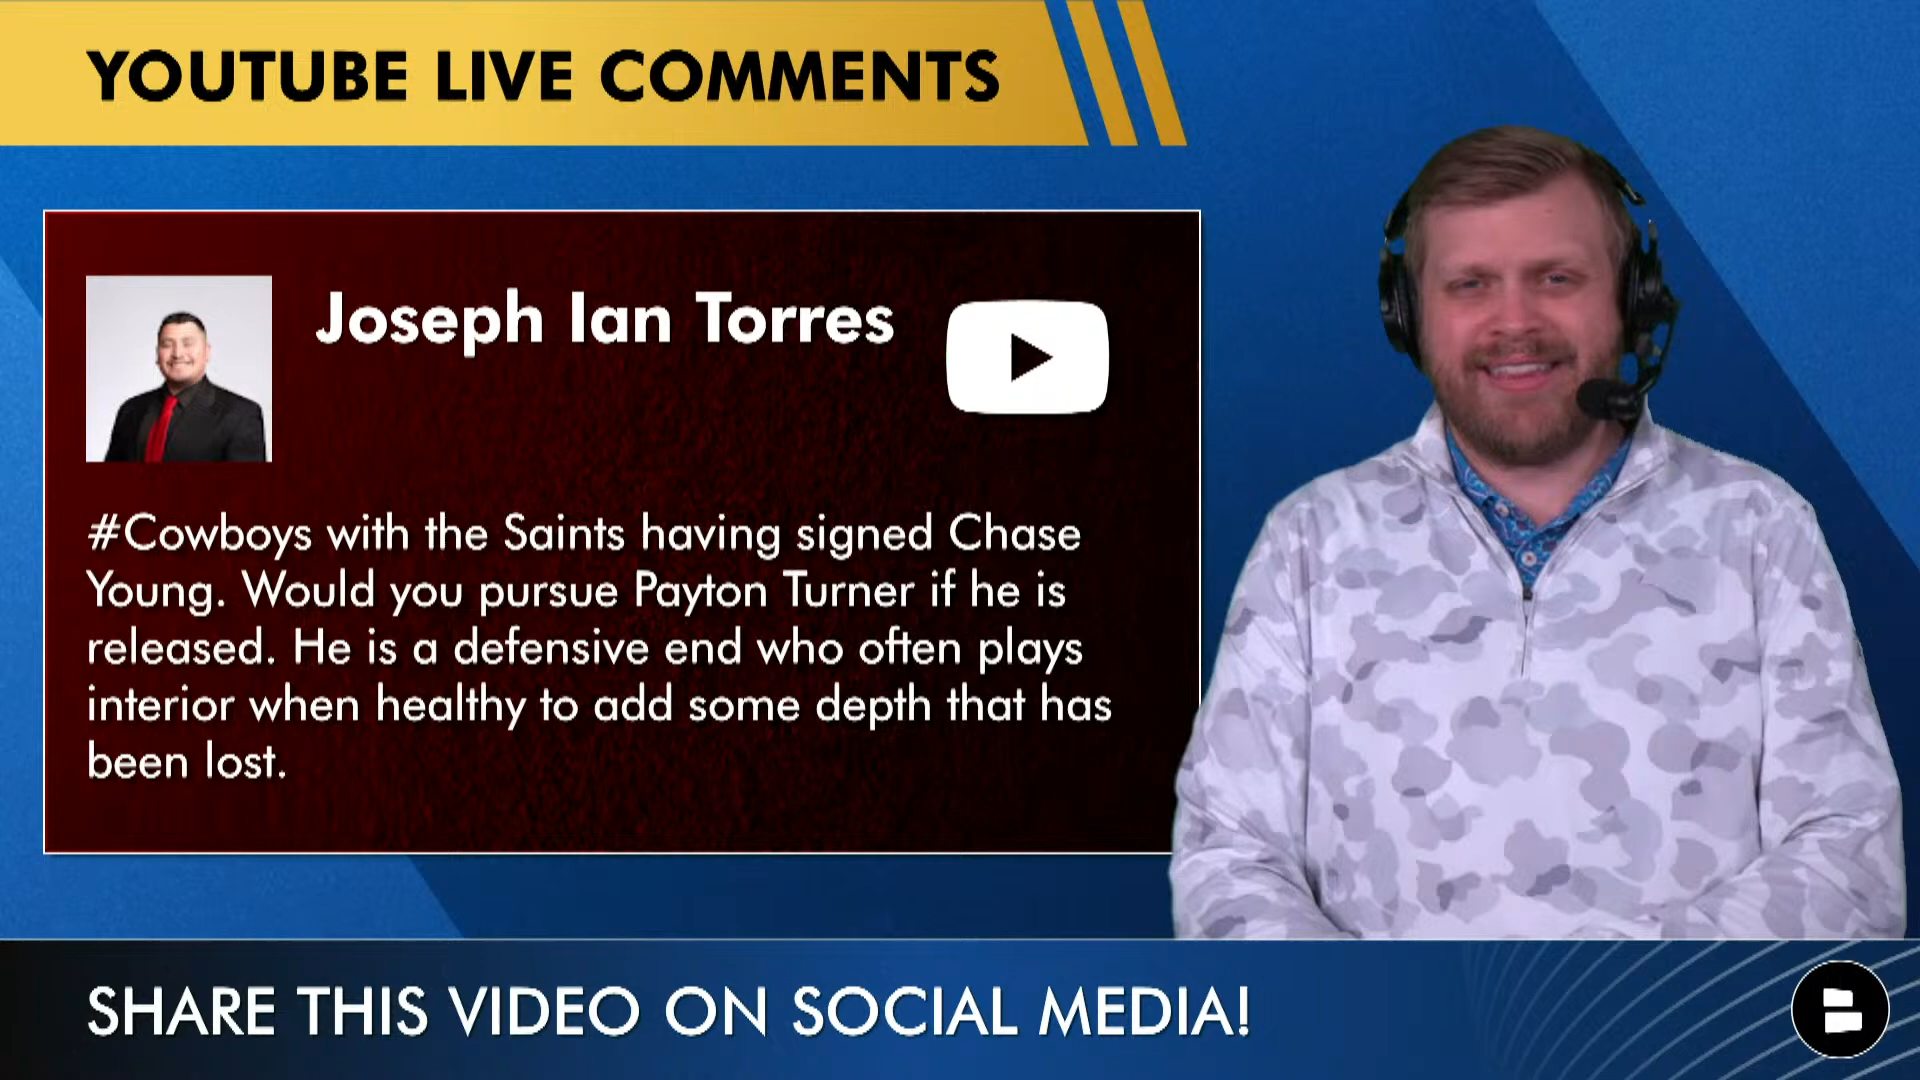 YOUTUBE LIVE COMMENTS
Joseph Ian Torres
#Cowboys with the Saints having signed Chase
Young. Would you pursue Payton Turner if he is
released. He is a defensive end who often plays
interior when healthy to add some depth that has
been lost.
SHARE THIS VIDEO ON SOCIAL MEDIA!